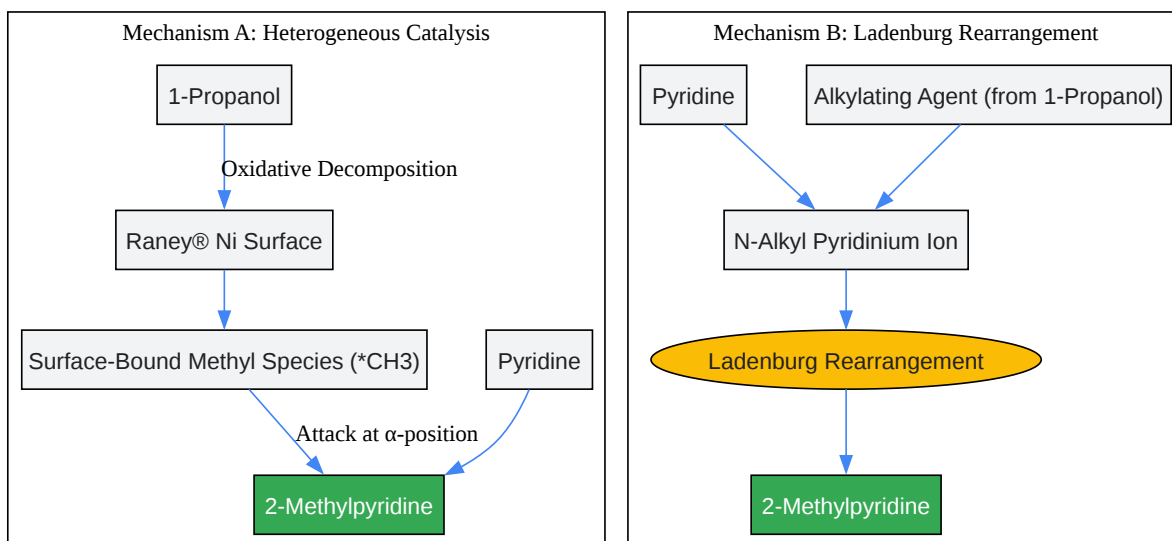 Mechanism A: Heterogeneous Catalysis
1-Propanol
Oxidative Decomposition
Raney® Ni Surface
Surface-Bound Methyl Species (*CH3)
Pyridine
Attack at α-position
2-Methylpyridine
Mechanism B: Ladenburg Rearrangement
Pyridine
Alkylating Agent (from 1-Propanol)
N-Alkyl Pyridinium Ion
Ladenburg Rearrangement
2-Methylpyridine